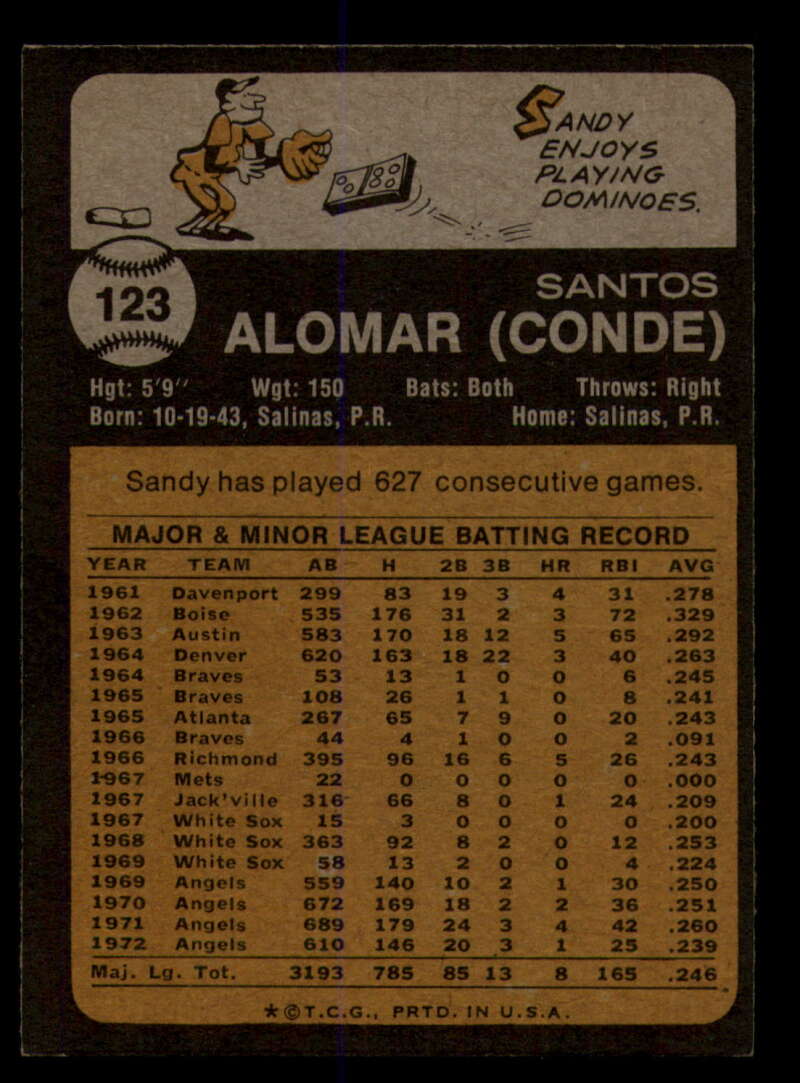 SANDY
ENJOYS
PLAYING
DOMINOES.
123
SANTOS
ALOMAR (CONDE)
Hgt: 5'9" Wgt: 150 Bats: Both Throws: Right
Born: 10-19-43, Salinas, P.R. Home: Salinas, P.R.
Sandy has played 627 consecutive games.
MAJOR & MINOR LEAGUE BATTING RECORD
YEAR TEAM AB H 2B 3B HR RBI AVG
1961 Davenport 299 83 19 3 4 31 .278
1962 Boise 535 176 31 2 3 72 .329
1963 Austin 583 170 18 12 5 65 .292
1964 Denver 620 163 18 22 3 40 .263
1964 Braves 53 13 1 0 0 6 .245
1965 Braves 108 26 1 1 0 8 .241
1965 Atlanta 267 65 7 9 0 20 .243
1966 Braves 44 4 1 0 0 2 .091
1966 Richmond 395 96 16 6 5 26 .243
1967 Mets 22 0 0 0 0 0 .000
1967 Jack'ville 316 66 8 0 1 24 .209
1967 White Sox 15 3 0 0 0 0 .200
1968 White Sox 363 92 8 2 0 12 .253
1969 White Sox 58 13 2 0 0 4 .224
1969 Angels 559 140 10 2 1 30 .250
1970 Angels 672 169 18 2 2 36 .251
1971 Angels 689 179 24 3 4 42 .260
1972 Angels 610 146 20 3 1 25 .239
Maj. Lg. Tot. 3193 785 85 13 8 165 .246
*©T.C.G., PRTD. IN U.S.A.